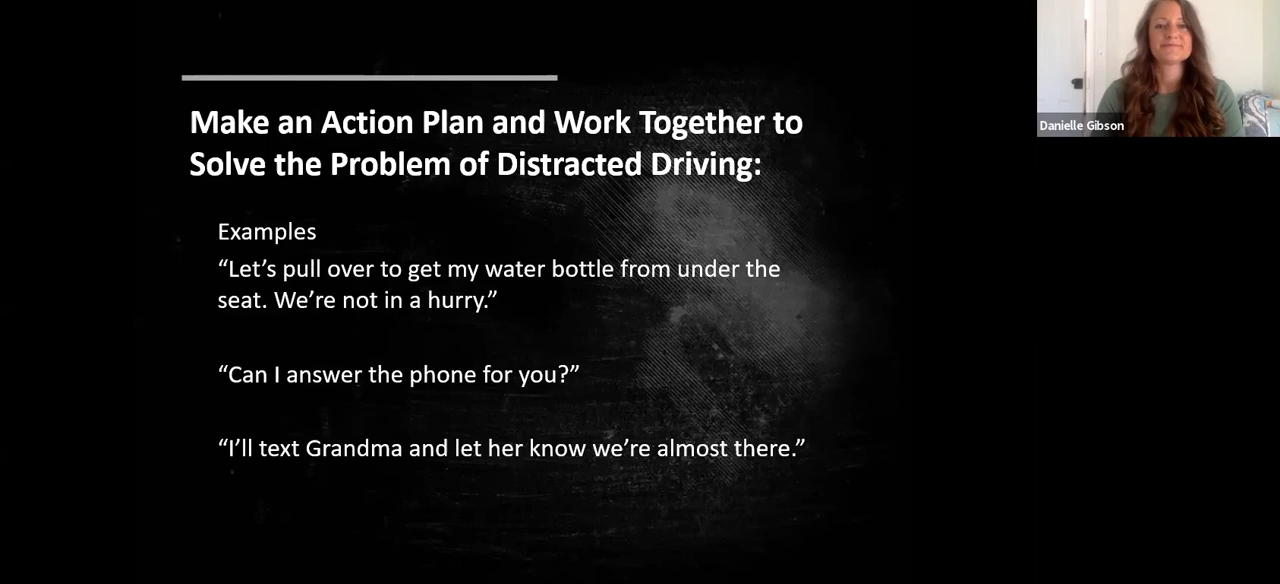 Make an Action Plan and Work Together to
Solve the Problem of Distracted Driving:
Examples
“Let’s pull over to get my water bottle from under the
seat. We’re not in a hurry.”
“Can I answer the phone for you?”
“I’ll text Grandma and let her know we’re almost there.”
Danielle Gibson